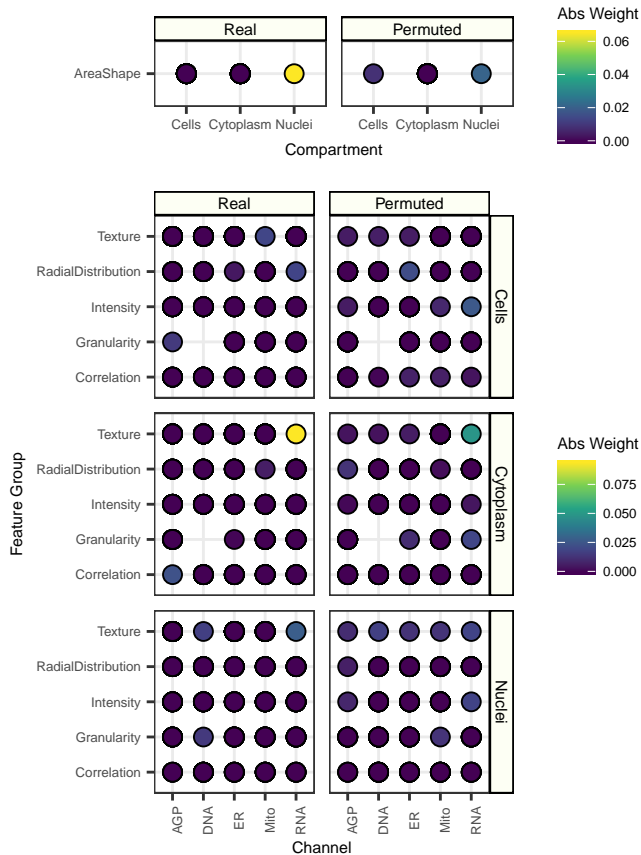 Real Permuted
AreaShape
Cells Cytoplasm Nuclei Cells Cytoplasm Nuclei
Compartment
Abs Weight
0.06
0.04
0.02
0.00
Real Permuted
Texture
RadialDistribution
Intensity
Granularity
Correlation
Cells
Texture
RadialDistribution
Intensity
Granularity
Correlation
Cytoplasm
Texture
RadialDistribution
Intensity
Granularity
Correlation
Nuclei
Feature Group
AGP DNA ER Mito RNA AGP DNA ER Mito RNA
Channel
Abs Weight
0.075
0.050
0.025
0.000